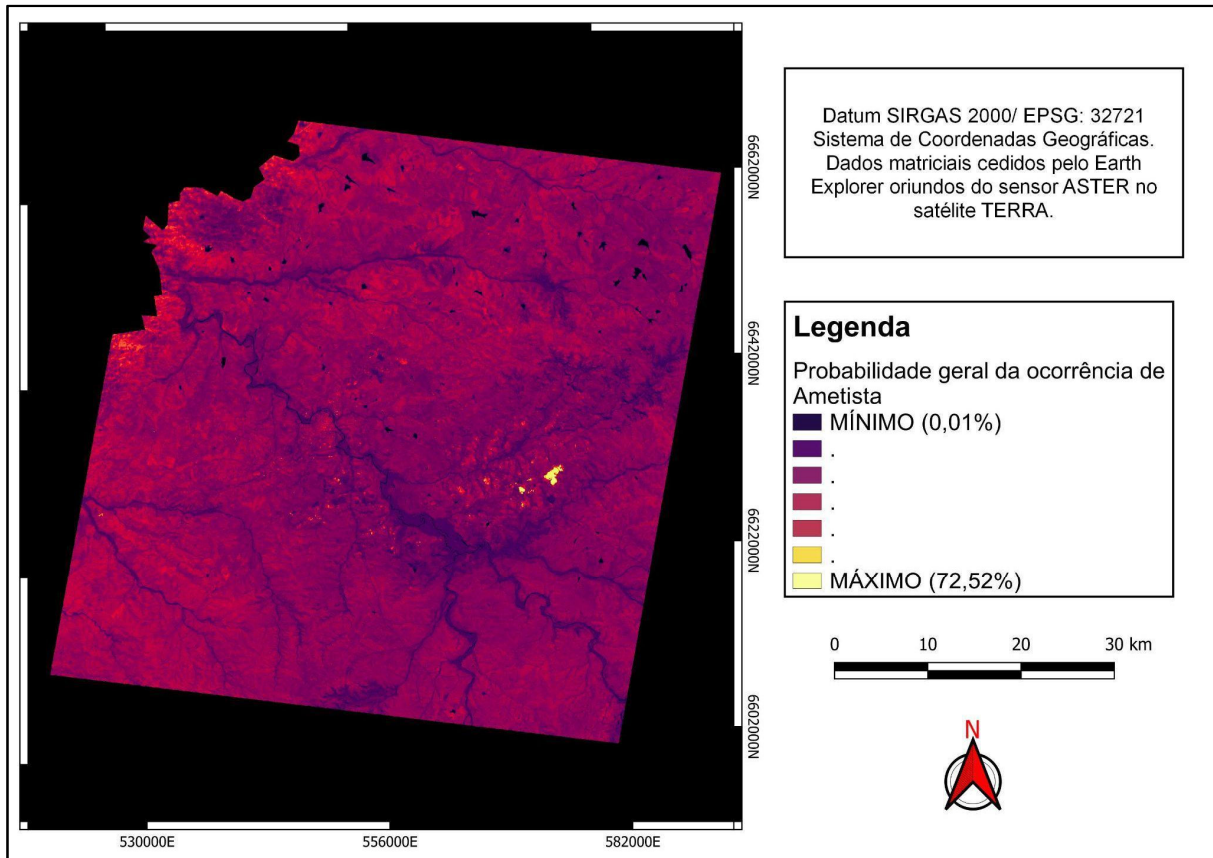 Datum SIRGAS 2000/ EPSG: 32721
Sistema de Coordenadas Geográficas.
Dados matriciais cedidos pelo Earth
Explorer oriundos do sensor ASTER no
satélite TERRA.
6662000N
6642000N
6622000N
6602000N
530000E
556000E
582000E
Legenda
Probabilidade geral da ocorrência de
Ametista
MÍNIMO (0,01%)
.
.
.
.
.
MÁXIMO (72,52%)
0 10 20 30 km
N